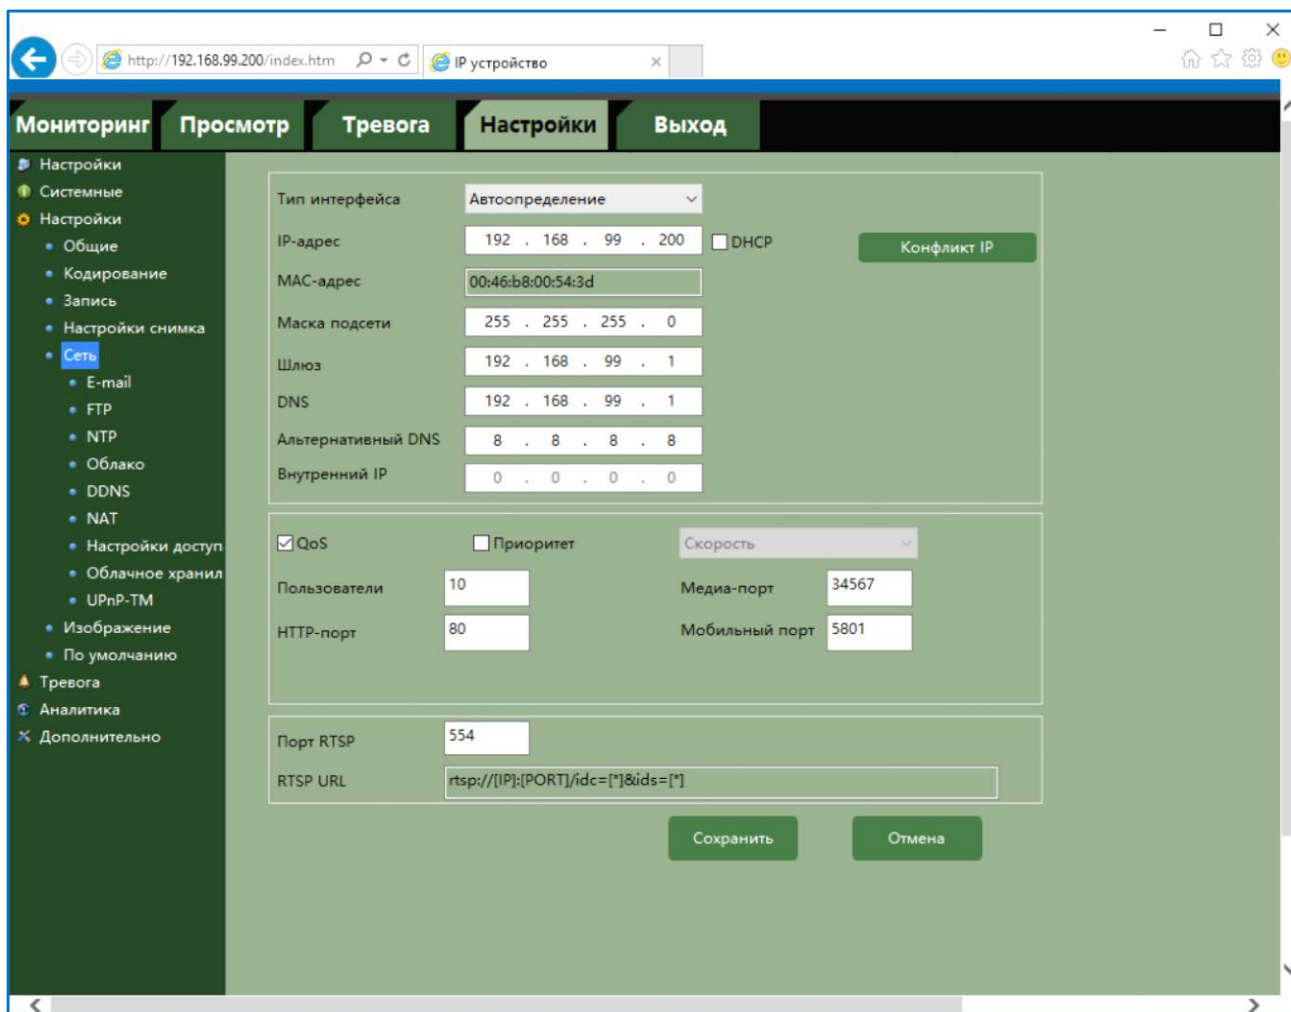 http://192.168.99.200/index.htm
IP устройство
Мониторинг Просмотр Тревога Настройки Выход
Настройки
Системные
Настройки
Общие
Кодирование
Запись
Настройки снимка
Сеть
E-mail
FTP
NTP
Облако
DDNS
NAT
Настройки доступ
Облачное хранил
UPnP-TM
Изображение
По умолчанию
Тревога
Аналитика
Дополнительно
Тип интерфейса Автоопределение
IP-адрес 192 . 168 . 99 . 200 DHCP Конфликт IP
MAC-адрес 00:46:b8:00:54:3d
Маска подсети 255 . 255 . 255 . 0
Шлюз 192 . 168 . 99 . 1
DNS 192 . 168 . 99 . 1
Альтернативный DNS 8 . 8 . 8 . 8
Внутренний IP 0 . 0 . 0 . 0
QoS Приоритет Скорость
Пользователи 10 Медиа-порт 34567
HTTP-порт 80 Мобильный порт 5801
Порт RTSP 554
RTSP URL rtsp://[IP]:[PORT]/idc=[*]&ids=[*]
Сохранить Отмена